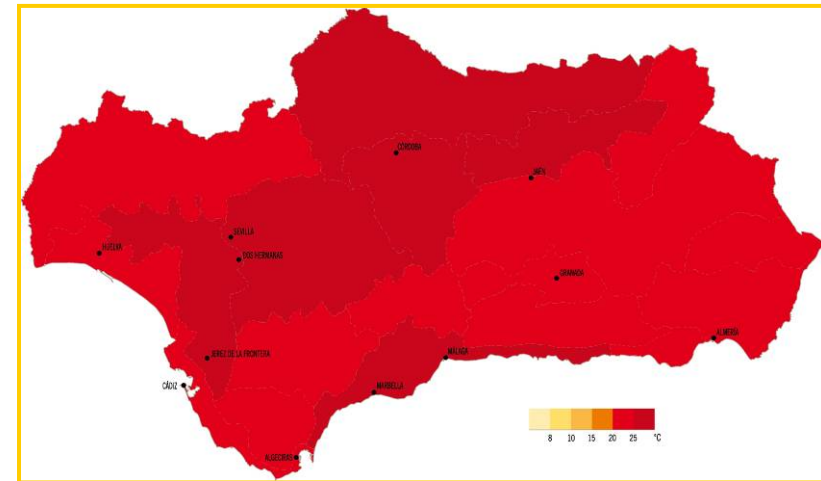 CÓRDOBA
JAÉN
SEVILLA
HUELVA
DOS HERMANAS
GRANADA
ALMERÍA
JEREZ DE LA FRONTERA
MÁLAGA
CÁDIZ
MARBELLA
ALGECIRAS
8 10 15 20 25 °C